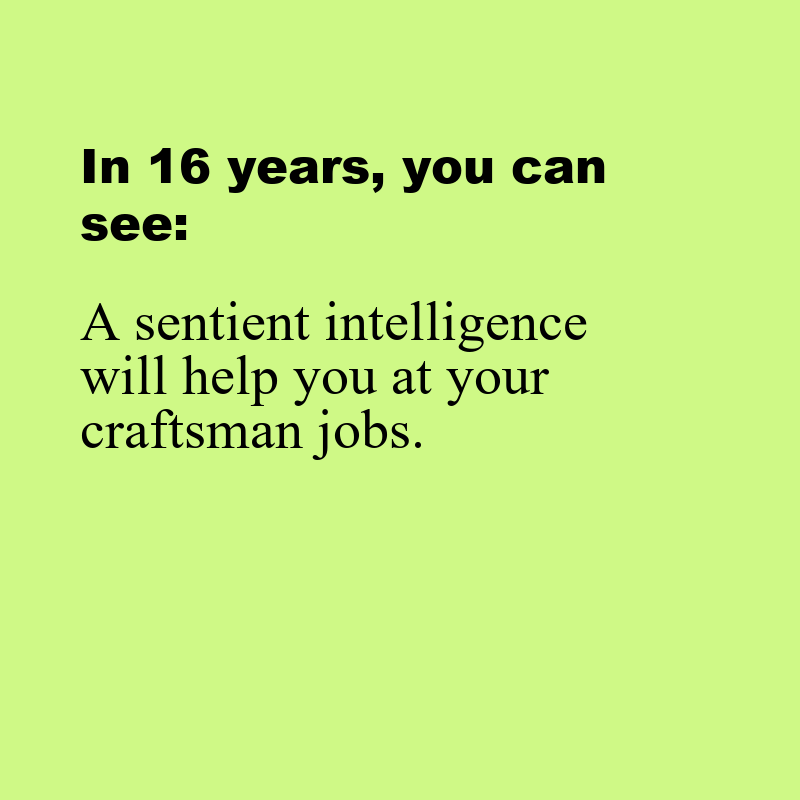 In 16 years, you can
see:
A sentient intelligence
will help you at your
craftsman jobs.